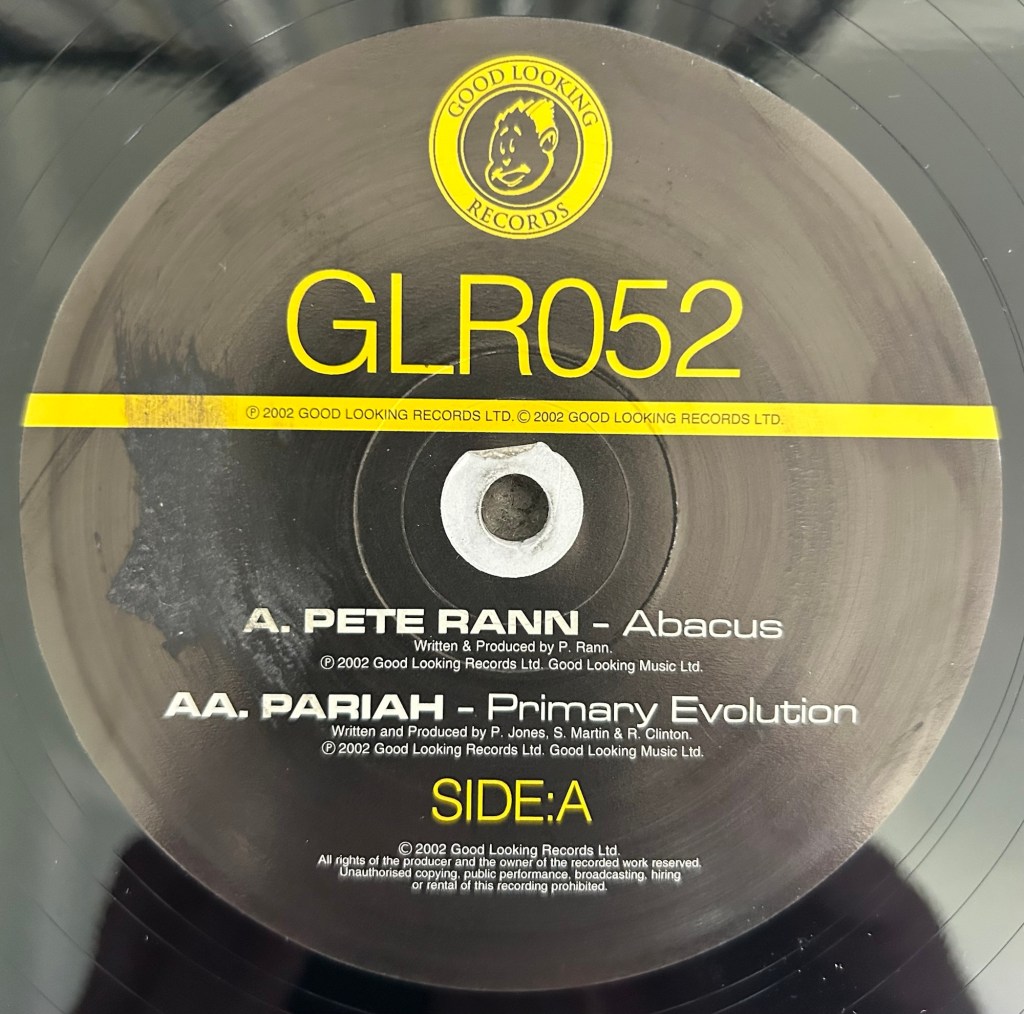 GOOD LOOKING
RECORDS
GLR052
℗ 2002 GOOD LOOKING RECORDS LTD. © 2002 GOOD LOOKING RECORDS LTD.
A. PETE RANN – Abacus
Written & Produced by P. Rann.
℗ 2002 Good Looking Records Ltd. Good Looking Music Ltd.
AA. PARIAH – Primary Evolution
Written and Produced by P. Jones, S. Martin & R. Clinton.
℗ 2002 Good Looking Records Ltd. Good Looking Music Ltd.
SIDE:A
© 2002 Good Looking Records Ltd.
All rights of the producer and the owner of the recorded work reserved.
Unauthorised copying, public performance, broadcasting, hiring
or rental of this recording prohibited.